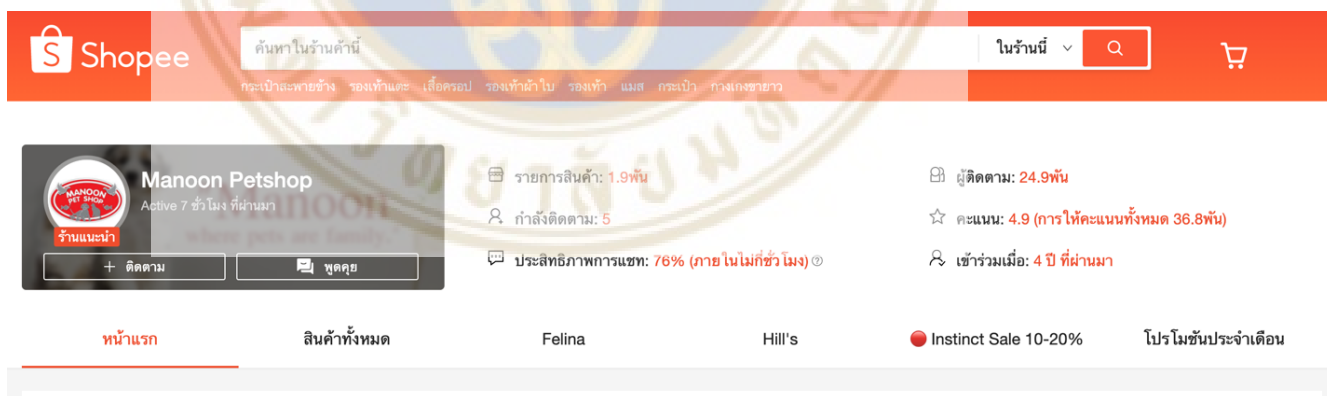 Shopee
ค้นหาในร้านค้านี้
ในร้านนี้
กระเป๋าสะพายข้าง รองเท้าแตะ เสื้อครอป รองเท้าผ้าใบ รองเท้า แมส กระเป๋า กางเกงขายาว
Manoon Petshop
Active 7 ชั่วโมง ที่ผ่านมา
MANOON
PET SHOP
ร้านแนะนำ
Manoon
where pets are family.
+ ติดตาม
พูดคุย
รายการสินค้า: 1.9พัน
กำลังติดตาม: 5
ประสิทธิภาพการแชท: 76% (ภายในไม่กี่ชั่วโมง)
ผู้ติดตาม: 24.9พัน
คะแนน: 4.9 (การให้คะแนนทั้งหมด 36.8พัน)
เข้าร่วมเมื่อ: 4 ปี ที่ผ่านมา
หน้าแรก
สินค้าทั้งหมด
Felina
Hill's
Instinct Sale 10-20%
โปรโมชันประจำเดือน